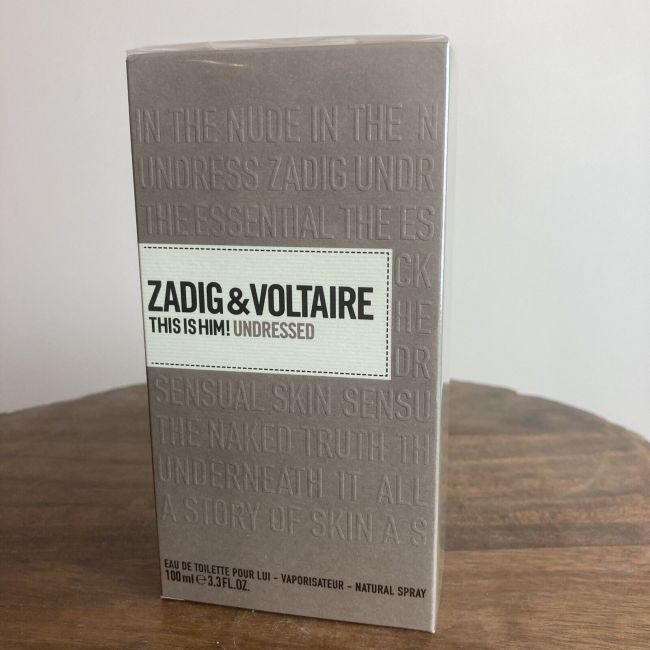 IN THE NUDE IN THE N
UNDRESS ZADIG UNDR
THE ESSENTIAL THE ES
CK
ZADIG & VOLTAIRE
HE
THIS IS HIM! UNDRESSED
DR
SENSUAL SKIN SENSU
THE NAKED TRUTH TH
UNDERNEATH IT ALL
A STORY OF SKIN A S
EAU DE TOILETTE POUR LUI - VAPORISATEUR - NATURAL SPRAY
100 ml ℮ 3.3 FL.OZ.